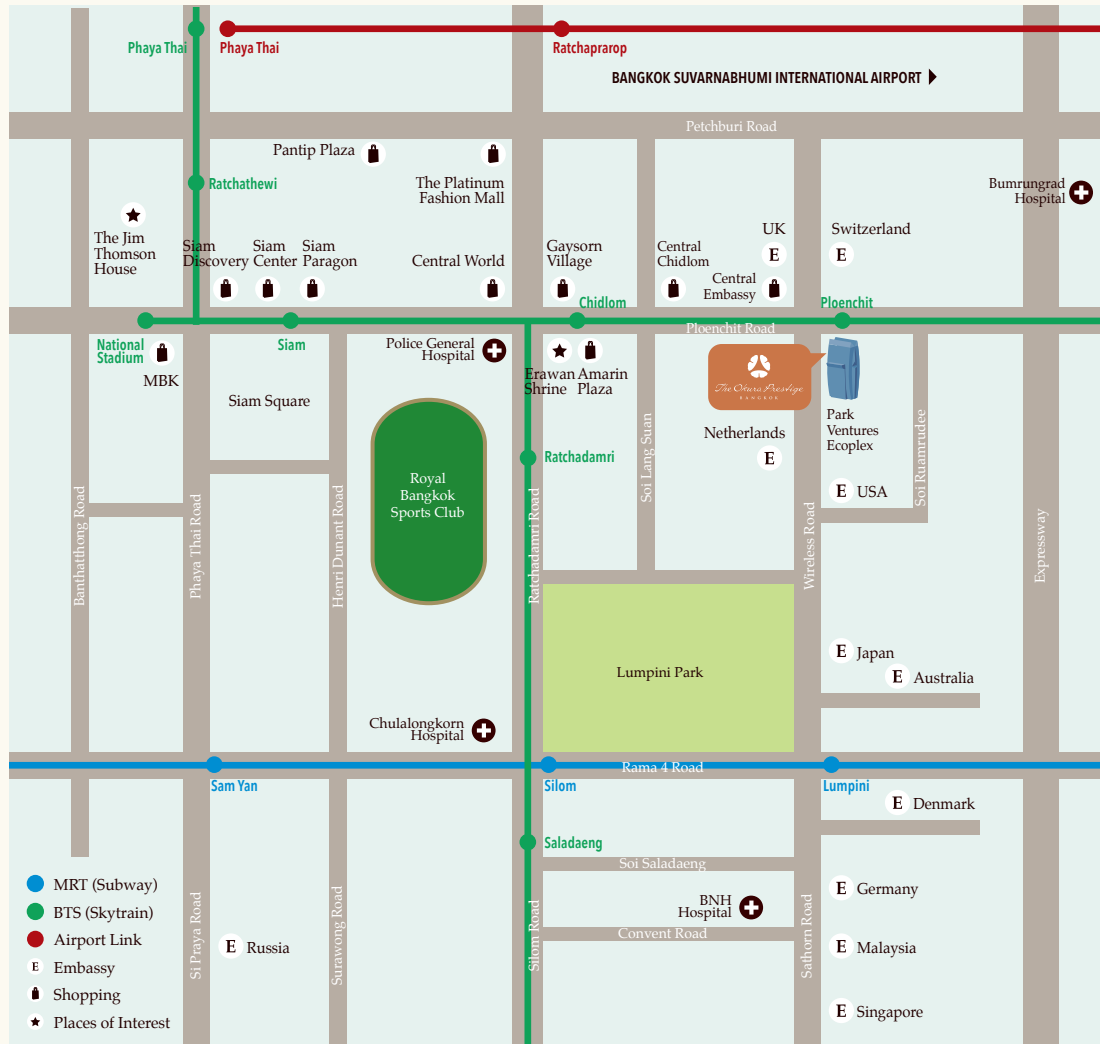 Phaya Thai
Phaya Thai
Ratchaprarop
BANGKOK SUVARNABHUMI INTERNATIONAL AIRPORT
Petchburi Road
Pantip Plaza
The Platinum
Fashion Mall
Ratchathewi
Bumrungrad
Hospital
The Jim
Thomson
House
Siam
Discovery
Siam
Center
Siam
Paragon
Central World
Gaysorn
Village
Central
Chidlom
UK
E
Central
Embassy
Switzerland
E
Chidlom
Ploenchit
Ploenchit Road
National
Stadium
MBK
Siam
Siam Square
Police General
Hospital
Erawan
Shrine
Amarin
Plaza
The Okura Prestige
BANGKOK
Park
Ventures
Ecoplex
Netherlands
E
Royal
Bangkok
Sports Club
Ratchadamri
Soi Lang Suan
Soi Ruamrudee
E USA
Banthatthong Road
Phaya Thai Road
Henri Dunant Road
Ratchadamri Road
Wireless Road
Expressway
Lumpini Park
E Japan
E Australia
Chulalongkorn
Hospital
Rama 4 Road
Sam Yan
Silom
Lumpini
E Denmark
Saladaeng
Soi Saladaeng
BNH
Hospital
Convent Road
E Germany
E Malaysia
E Singapore
E Russia
Si Praya Road
Surawong Road
Silom Road
Sathorn Road
MRT (Subway)
BTS (Skytrain)
Airport Link
E Embassy
Shopping
Places of Interest